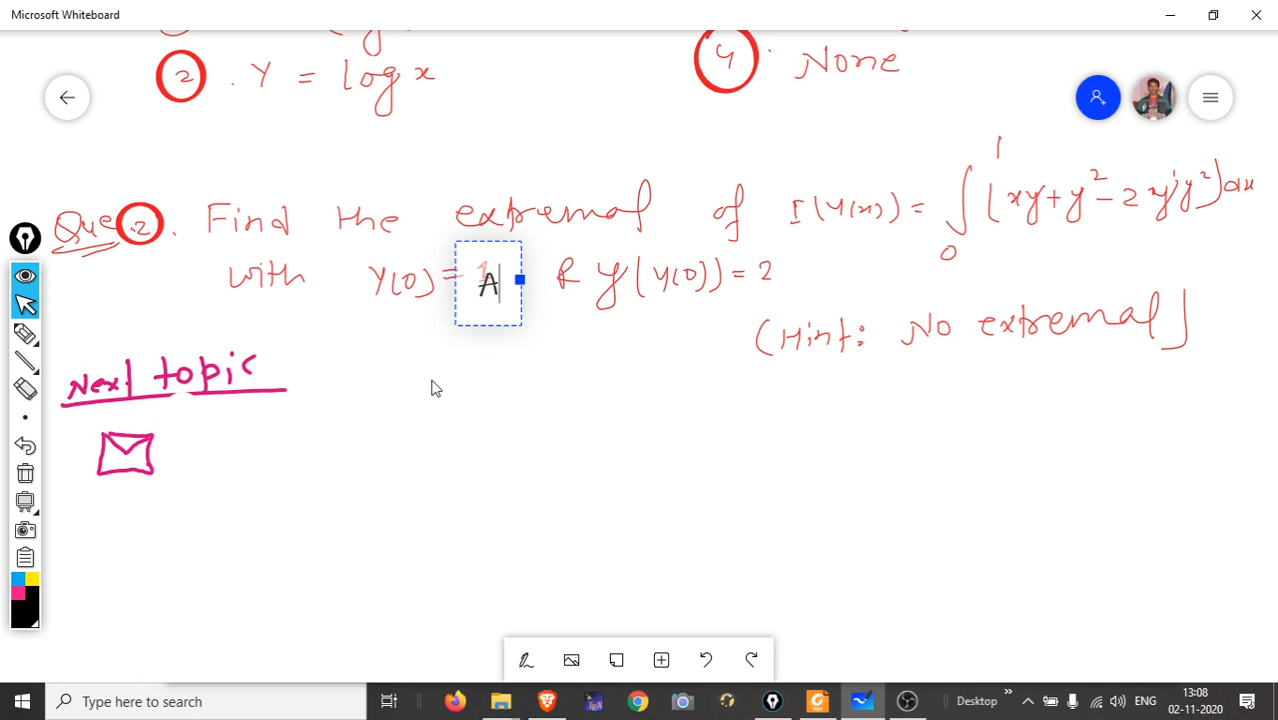 Microsoft Whiteboard
2 . Y = log x
4 . None
Que 2. Find the extremal of I(Y(x)) = ∫₀¹ (xy + y² - 2y²y') dx
with Y(0) = A & y(y(0)) = 2
(Hint: No extremal]
Next topic
Type here to search
Desktop
ENG
13:08
02-11-2020